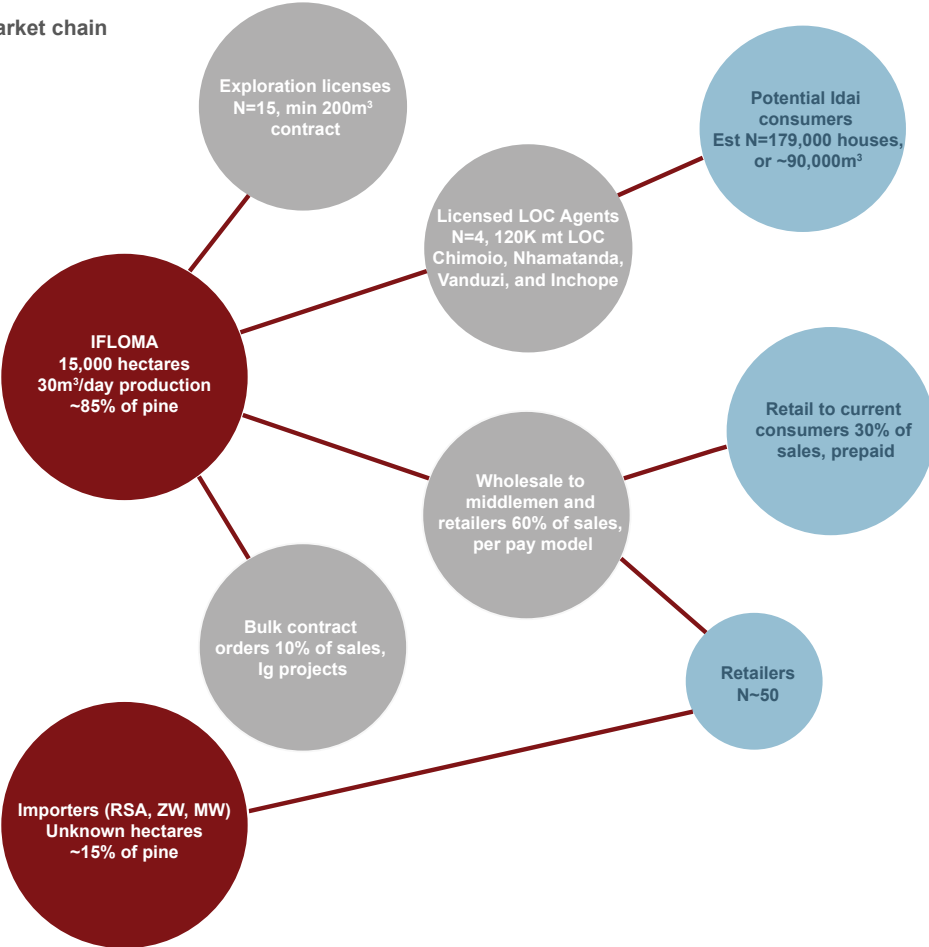 arket chain
Exploration licenses
N=15, min 200m³
contract
Potential Idai
consumers
Est N=179,000 houses,
or ~90,000m³
Licensed LOC Agents
N=4, 120K mt LOC
Chimoio, Nhamatanda,
Vanduzi, and Inchope
IFLOMA
15,000 hectares
30m³/day production
~85% of pine
Retail to current
consumers 30% of
sales, prepaid
Wholesale to
middlemen and
retailers 60% of sales,
per pay model
Bulk contract
orders 10% of sales,
lg projects
Retailers
N~50
Importers (RSA, ZW, MW)
Unknown hectares
~15% of pine